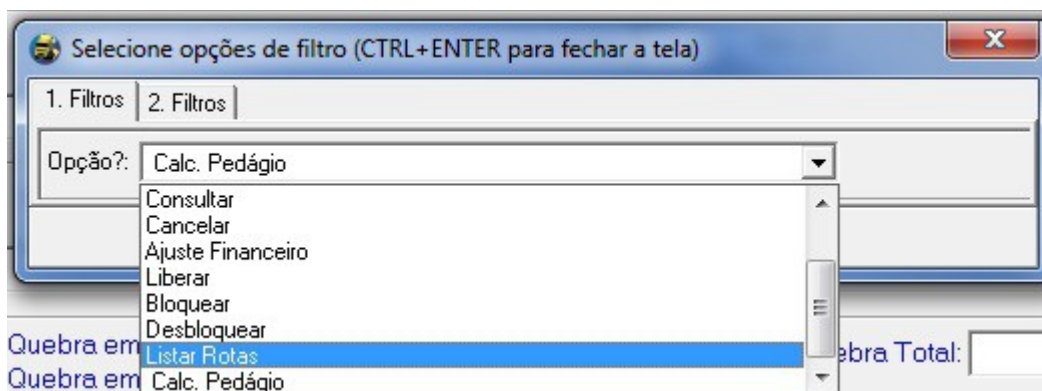 Selecione opções de filtro (CTRL+ENTER para fechar a tela)
1. Filtros 2. Filtros
Opção?: Calc. Pedágio
Consultar
Cancelar
Ajuste Financeiro
Liberar
Bloquear
Desbloquear
Quebra em
Listar Rotas
ebra Total:
Quebra em
Calc. Pedágio